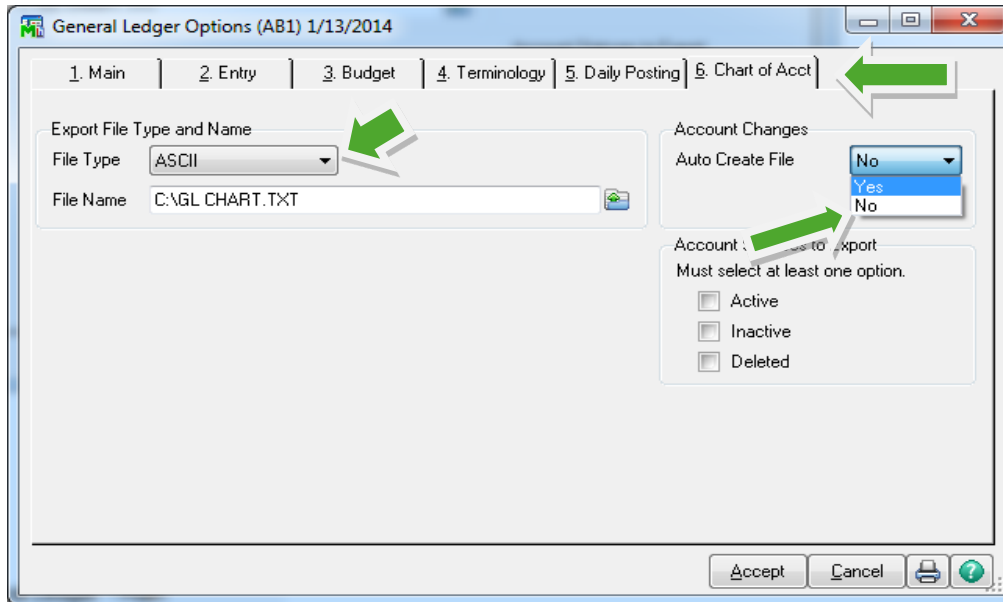 General Ledger Options (AB1) 1/13/2014
1. Main 2. Entry 3. Budget 4. Terminology 5. Daily Posting 6. Chart of Acct
Export File Type and Name
File Type ASCII
File Name C:\GL CHART.TXT
Account Changes
Auto Create File No
Yes
No
Account to Export
Must select at least one option.
Active
Inactive
Deleted
Accept Cancel